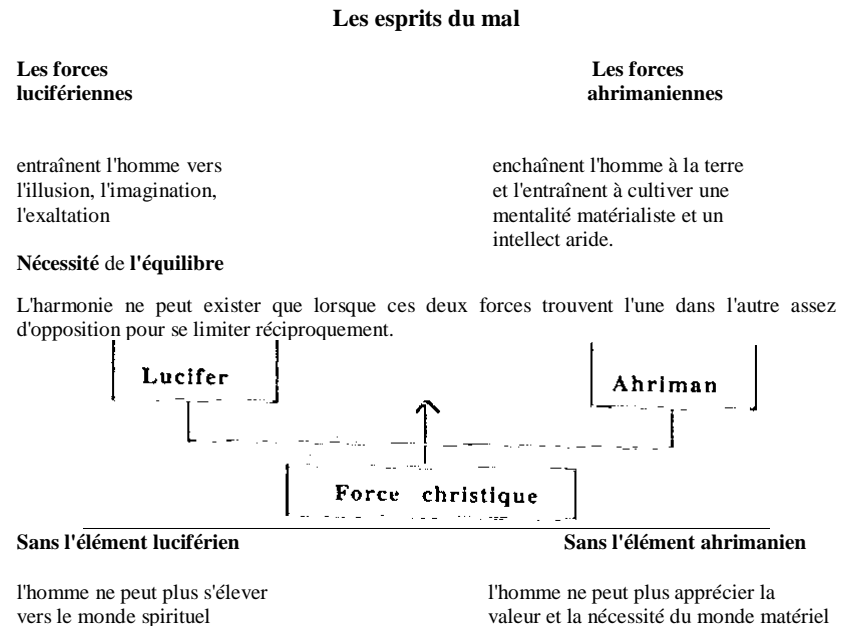 Les esprits du mal
Les forces
lucifériennes
Les forces
ahrimaniennes
entraînent l'homme vers
l'illusion, l'imagination,
l'exaltation
enchaînent l'homme à la terre
et l'entraînent à cultiver une
mentalité matérialiste et un
intellect aride.
Nécessité de l'équilibre
L'harmonie ne peut exister que lorsque ces deux forces trouvent l'une dans l'autre assez
d'opposition pour se limiter réciproquement.
Lucifer
Ahriman
Force christique
Sans l'élément luciférien
Sans l'élément ahrimanien
l'homme ne peut plus s'élever
vers le monde spirituel
l'homme ne peut plus apprécier la
valeur et la nécessité du monde matériel